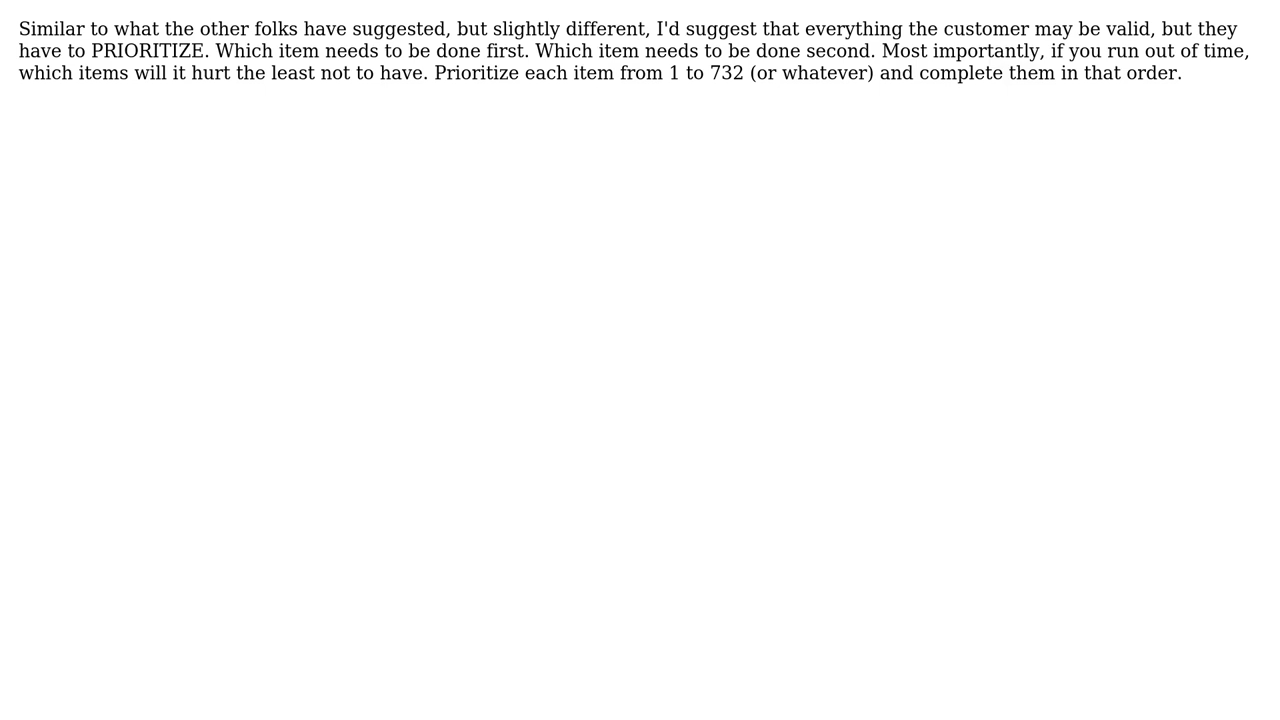 Similar to what the other folks have suggested, but slightly different, I'd suggest that everything the customer may be valid, but they
have to PRIORITIZE. Which item needs to be done first. Which item needs to be done second. Most importantly, if you run out of time,
which items will it hurt the least not to have. Prioritize each item from 1 to 732 (or whatever) and complete them in that order.